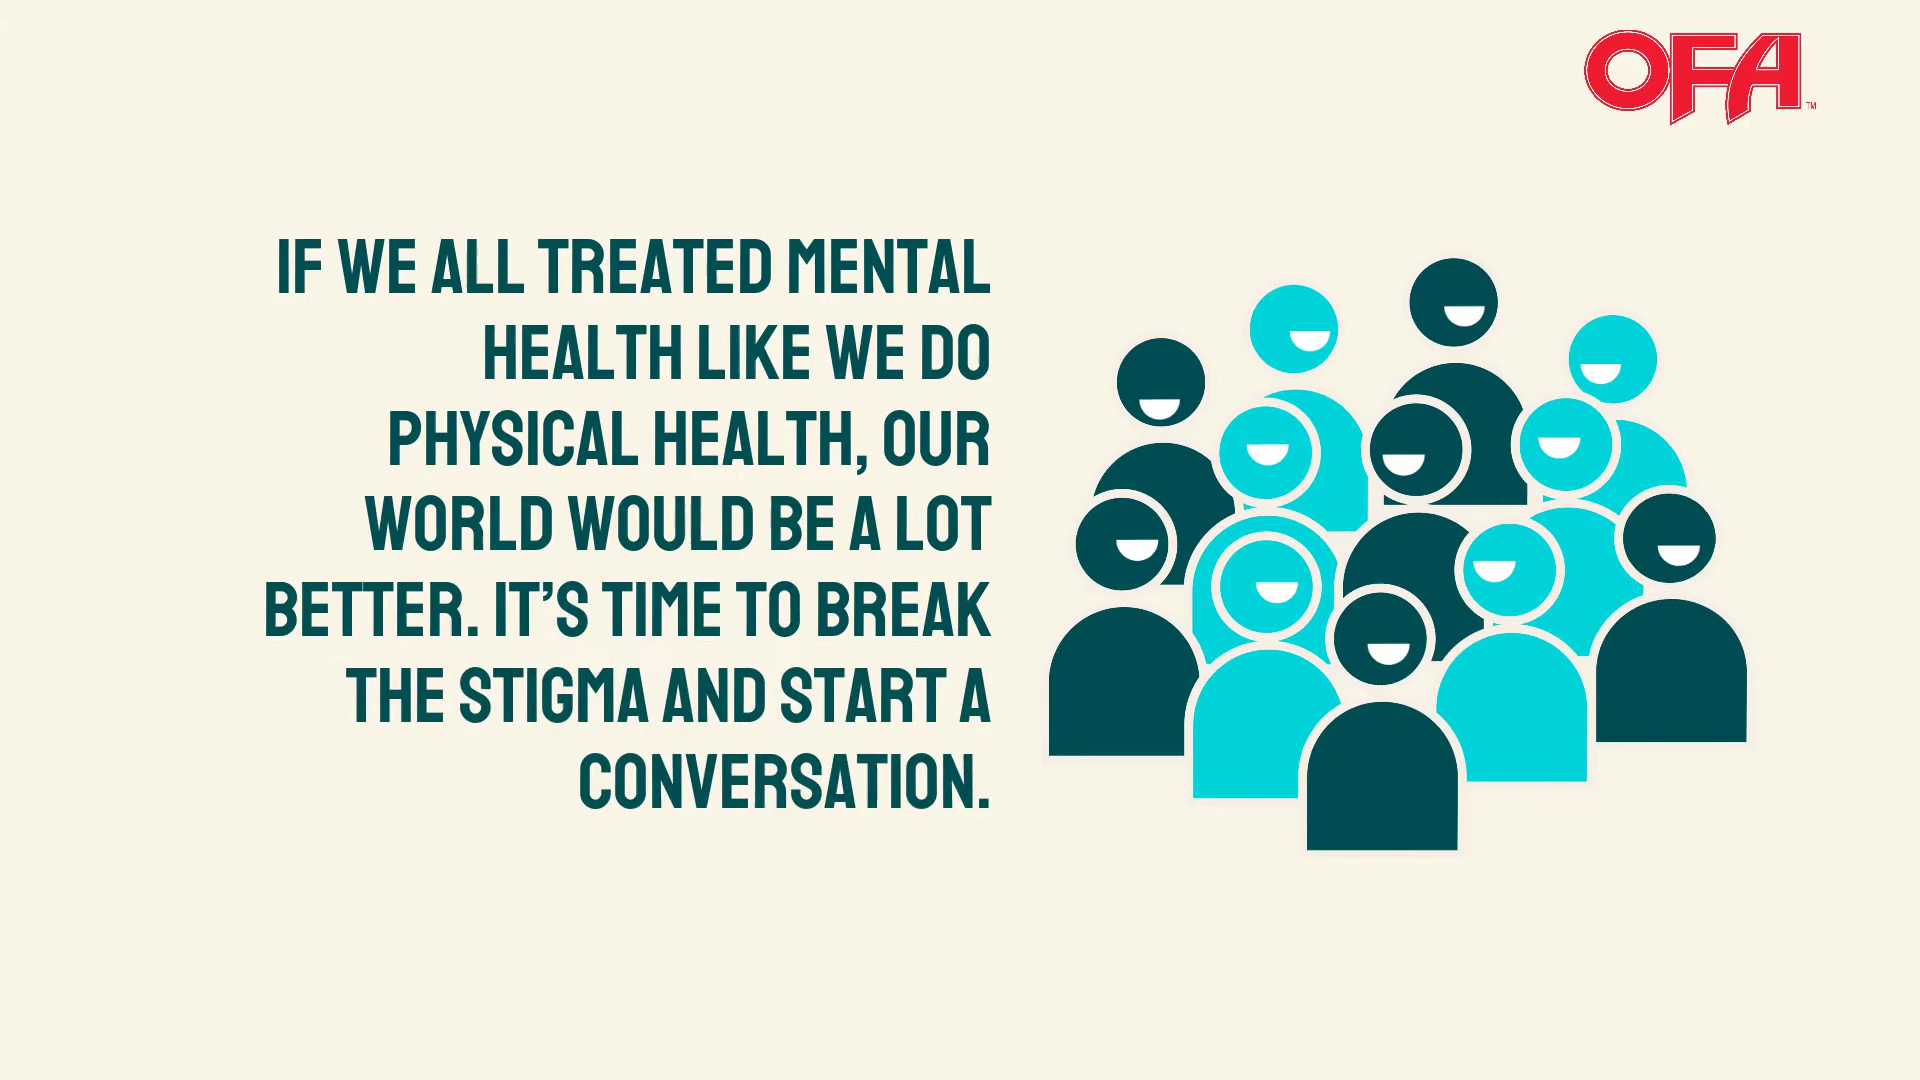 OFA TM
IF WE ALL TREATED MENTAL
HEALTH LIKE WE DO
PHYSICAL HEALTH, OUR
WORLD WOULD BE A LOT
BETTER. IT’S TIME TO BREAK
THE STIGMA AND START A
CONVERSATION.